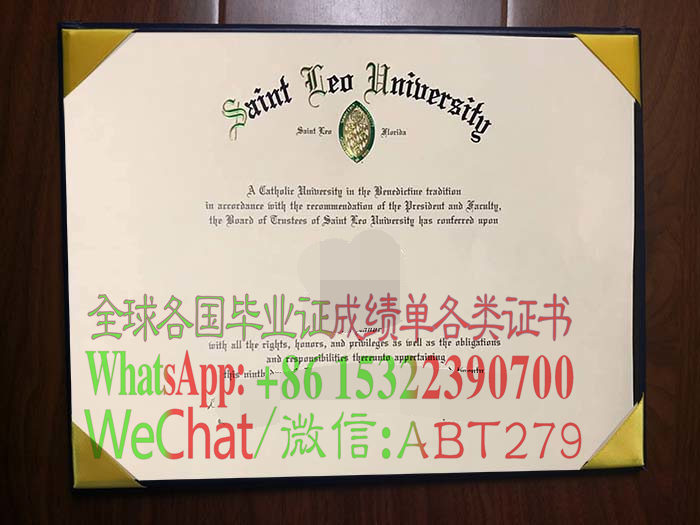 Saint Leo University
Saint Leo Florida
A Catholic University in the Benedictine tradition
in accordance with the recommendation of the President and Faculty,
the Board of Trustees of Saint Leo University has conferred upon
全球各国毕业证成绩单各类证书
with all the rights, honors, and privileges as well as the obligations
and responsibilities thereunto appertaining
WhatsApp: +86 15322390700
this ninth
WeChat/微信:ABT279